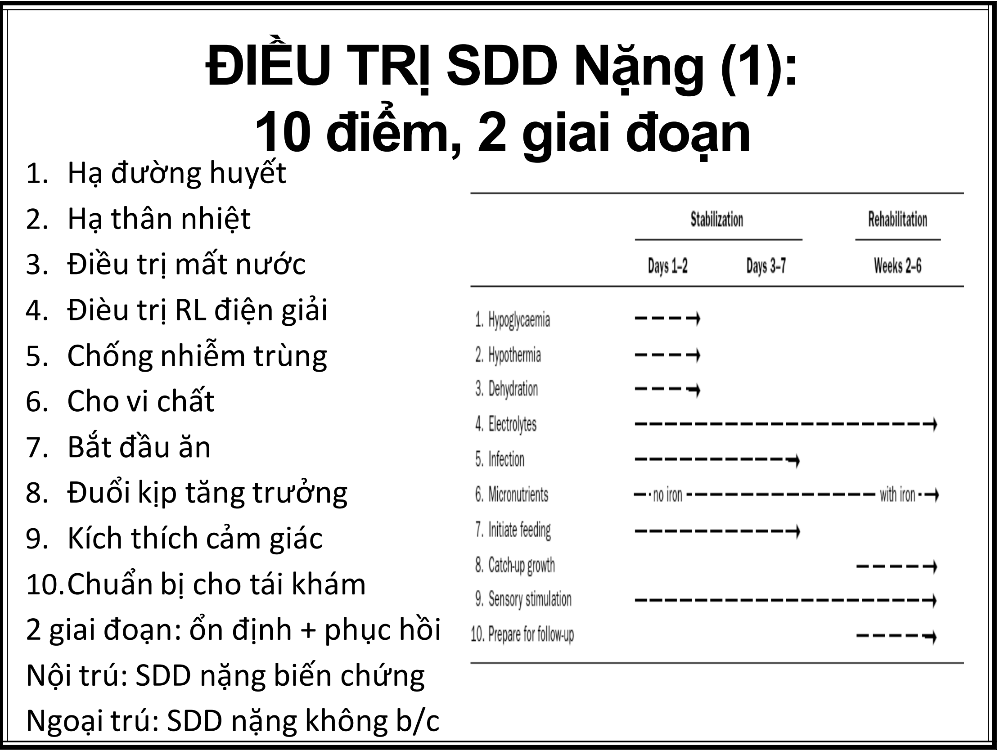 ĐIỀU TRỊ SDD Nặng (1):
10 điểm, 2 giai đoạn
1. Hạ đường huyết
2. Hạ thân nhiệt
3. Điều trị mất nước
4. Đièu trị RL điện giải
5. Chống nhiễm trùng
6. Cho vi chất
7. Bắt đầu ăn
8. Đuổi kịp tăng trưởng
9. Kích thích cảm giác
10. Chuẩn bị cho tái khám
2 giai đoạn: ổn định + phục hồi
Nội trú: SDD nặng biến chứng
Ngoại trú: SDD nặng không b/c
Stabilization Rehabilitation
Days 1–2 Days 3–7 Weeks 2–6
1. Hypoglycaemia
2. Hypothermia
3. Dehydration
4. Electrolytes
5. Infection
6. Micronutrients no iron with iron
7. Initiate feeding
8. Catch-up growth
9. Sensory stimulation
10. Prepare for follow-up